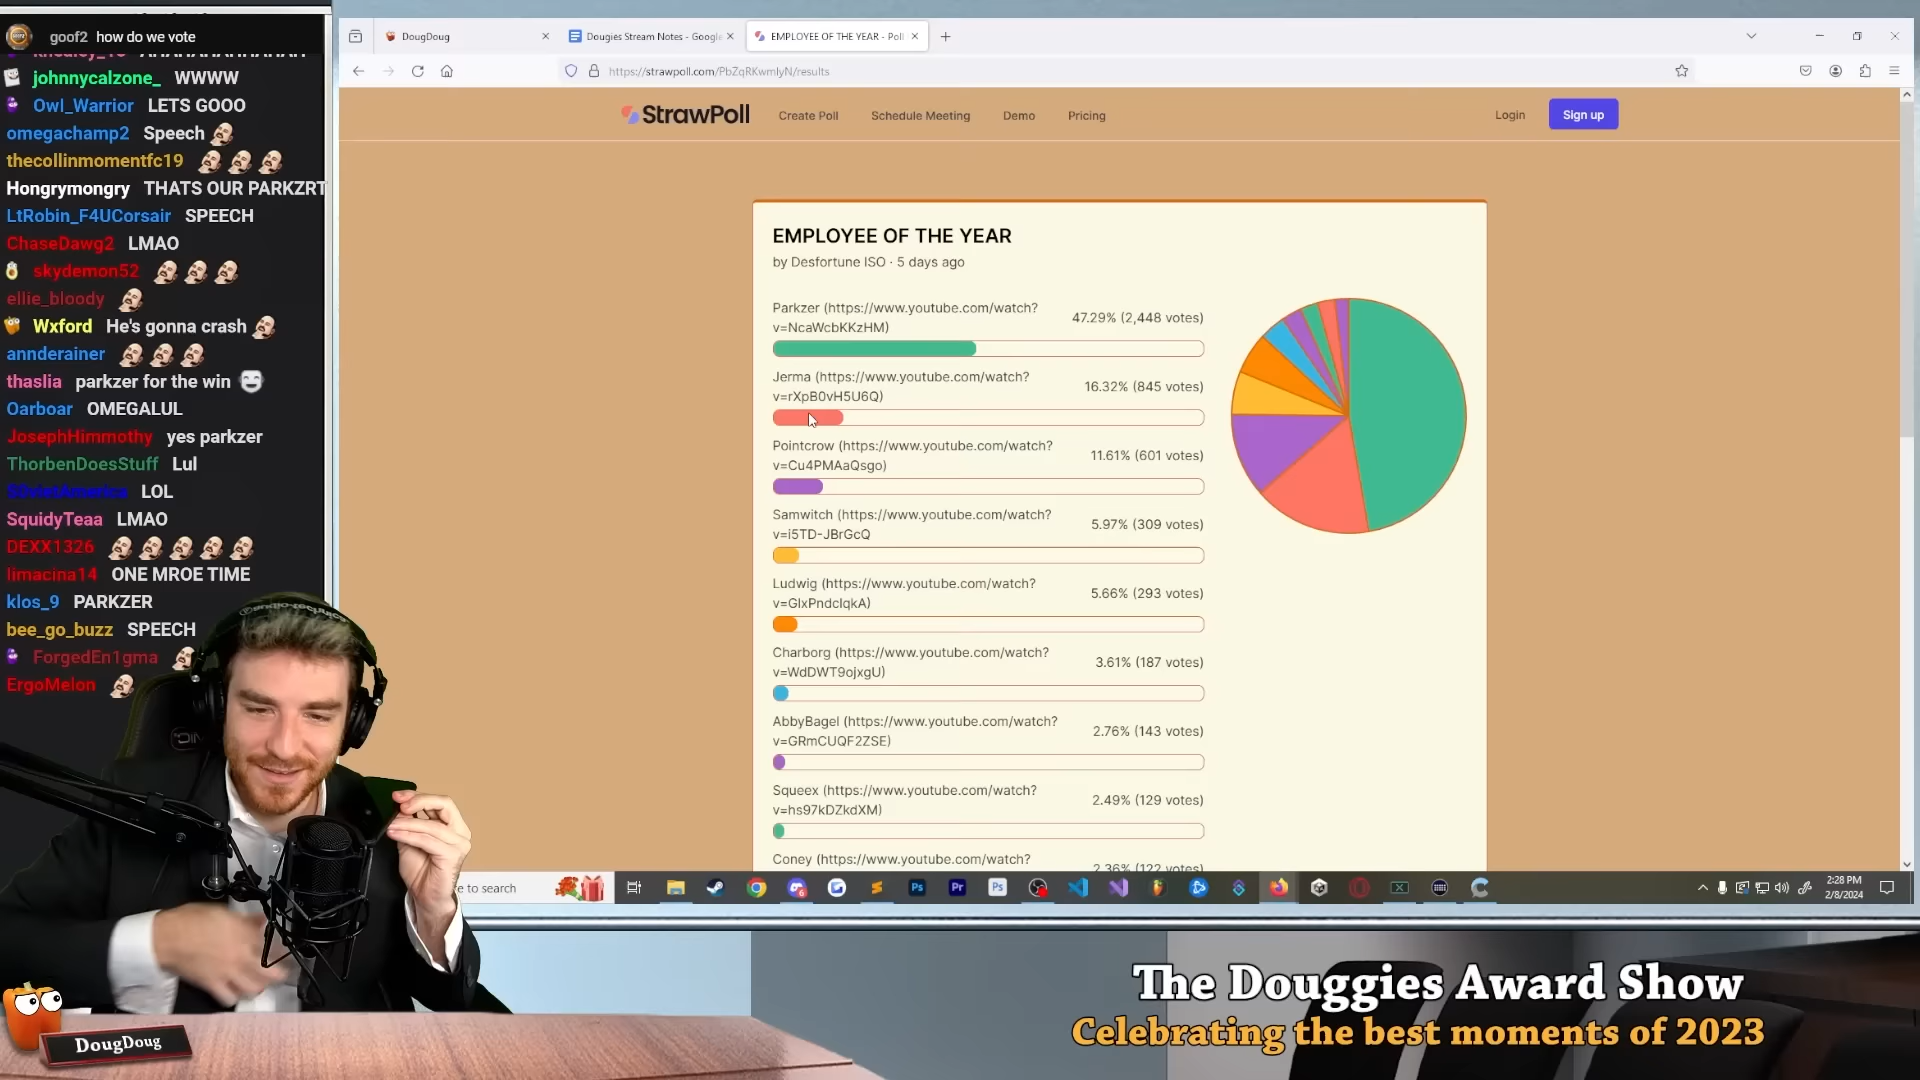 goof2 how do we vote
johnnycalzone_ WWWW
Owl_Warrior LETS GOOO
omegachamp2 Speech
thecollinmomentfc19
Hongrymongry THATS OUR PARKZRT
LtRobin_F4UCorsair SPEECH
ChaseDawg2 LMAO
skydemon52
ellie_bloody
Wxford He's gonna crash
annderainer
thaslia parkzer for the win
Oarboar OMEGALUL
JosephHimmothy yes parkzer
ThorbenDoesStuff Lul
LOL
SquidyTeaa LMAO
DEXX1326
limacina14 ONE MROE TIME
klos_9 PARKZER
bee_go_buzz SPEECH
ForgedEn1gma
ErgoMelon
DougDoug
DougDoug
Dougies Stream Notes - Google
EMPLOYEE OF THE YEAR - Poll
https://strawpoll.com/PbZqRKwmlyN/results
StrawPoll
Create Poll
Schedule Meeting
Demo
Pricing
Login
Sign up
EMPLOYEE OF THE YEAR
by Desfortune ISO · 5 days ago
Parkzer (https://www.youtube.com/watch?
v=NcaWcbKKzHM)
47.29% (2,448 votes)
Jerma (https://www.youtube.com/watch?
v=rXpB0vH5U6Q)
16.32% (845 votes)
Pointcrow (https://www.youtube.com/watch?
v=Cu4PMAaQsgo)
11.61% (601 votes)
Samwitch (https://www.youtube.com/watch?
v=i5TD-JBrGcQ
5.97% (309 votes)
Ludwig (https://www.youtube.com/watch?
v=GlxPndclqkA)
5.66% (293 votes)
Charborg (https://www.youtube.com/watch?
v=WdDWT9ojxgU)
3.61% (187 votes)
AbbyBagel (https://www.youtube.com/watch?
v=GRmCUQF2ZSE)
2.76% (143 votes)
Squeex (https://www.youtube.com/watch?
v=hs97kDZkdXM)
2.49% (129 votes)
Coney (https://www.youtube.com/watch?
2.36% (122 votes)
e to search
2:28 PM
2/8/2024
The Douggies Award Show
Celebrating the best moments of 2023